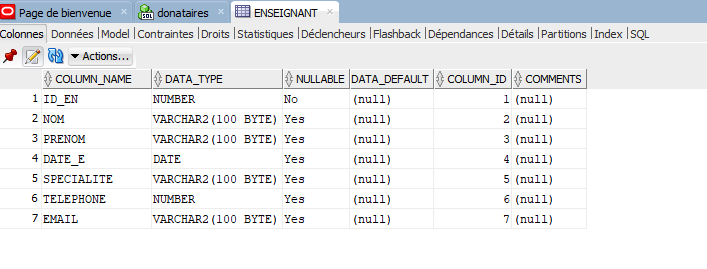 Page de bienvenue donataires ENSEIGNANT
Colonnes Données Model Contraintes Droits Statistiques Déclencheurs Flashback Dépendances Détails Partitions Index SQL
Actions...
COLUMN_NAME DATA_TYPE NULLABLE DATA_DEFAULT COLUMN_ID COMMENTS
1 ID_EN NUMBER No (null) 1 (null)
2 NOM VARCHAR2(100 BYTE) Yes (null) 2 (null)
3 PRENOM VARCHAR2(100 BYTE) Yes (null) 3 (null)
4 DATE_E DATE Yes (null) 4 (null)
5 SPECIALITE VARCHAR2(100 BYTE) Yes (null) 5 (null)
6 TELEPHONE NUMBER Yes (null) 6 (null)
7 EMAIL VARCHAR2(100 BYTE) Yes (null) 7 (null)